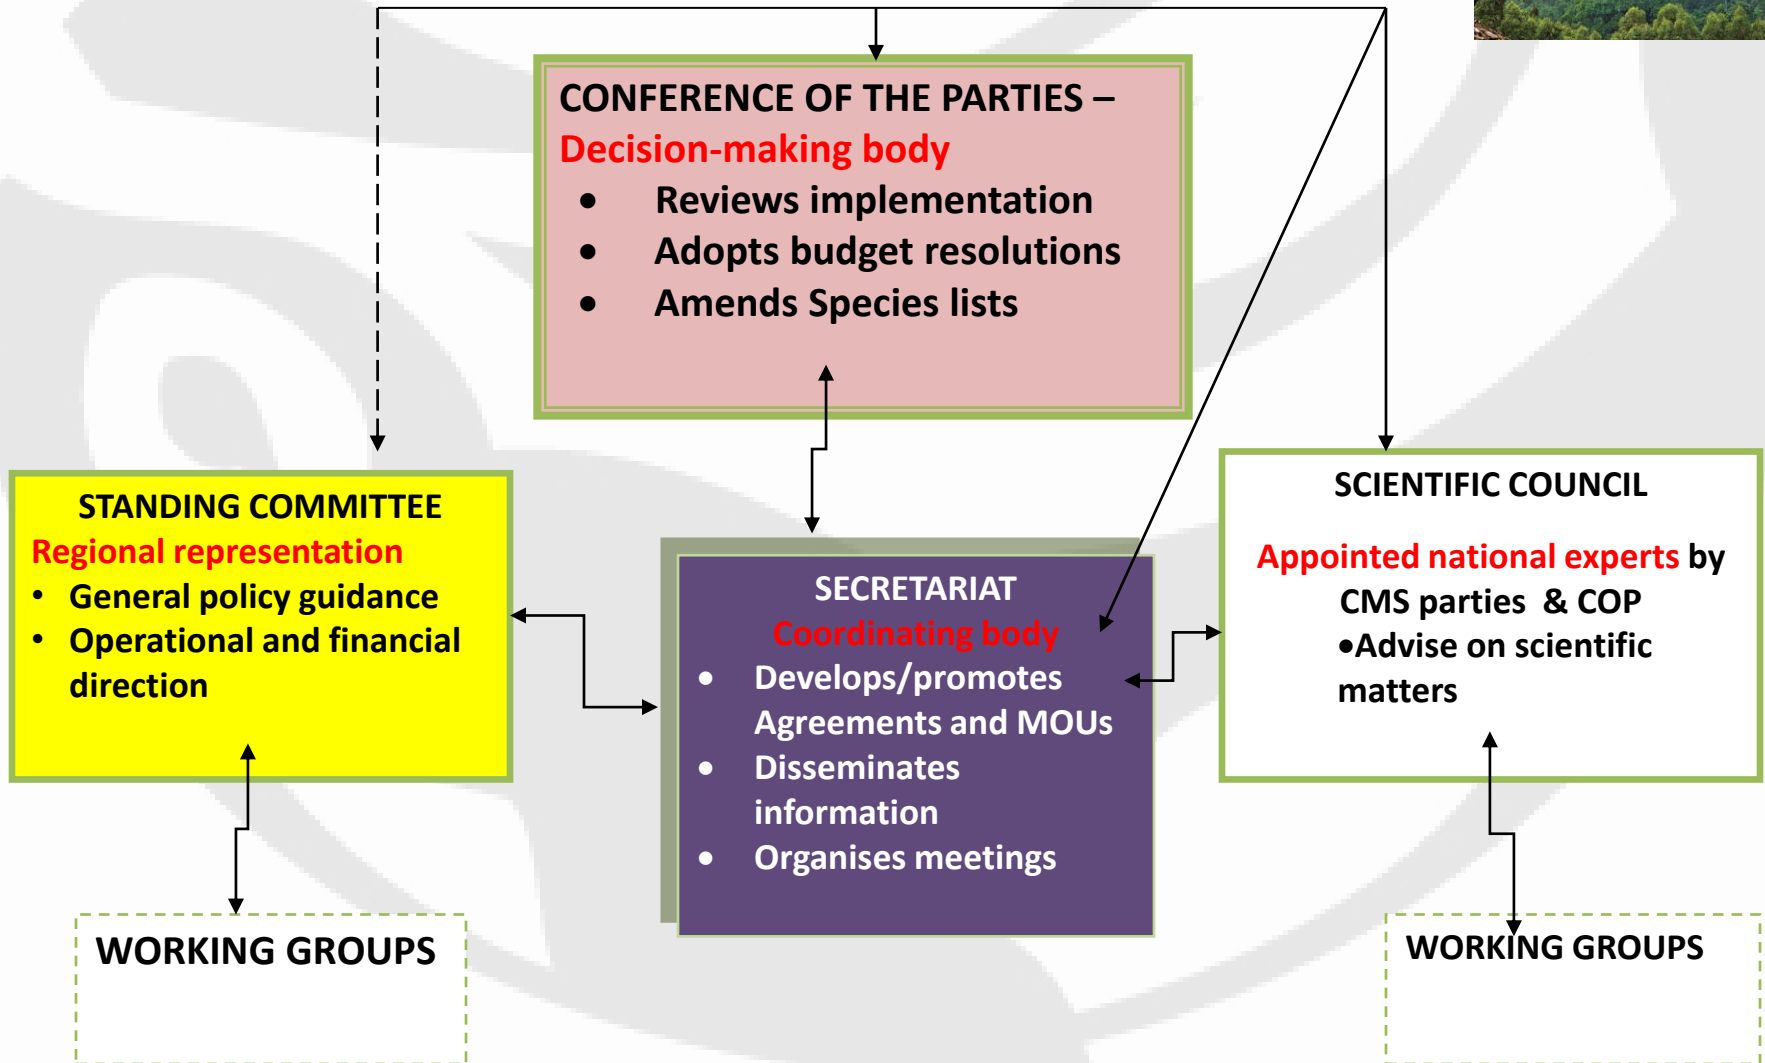 CONFERENCE OF THE PARTIES –
Decision-making body
• Reviews implementation
• Adopts budget resolutions
• Amends Species lists
STANDING COMMITTEE
Regional representation
• General policy guidance
• Operational and financial
direction
SECRETARIAT
Coordinating body
• Develops/promotes
Agreements and MOUs
• Disseminates
information
• Organises meetings
SCIENTIFIC COUNCIL
Appointed national experts by
CMS parties & COP
•Advise on scientific
matters
WORKING GROUPS
WORKING GROUPS